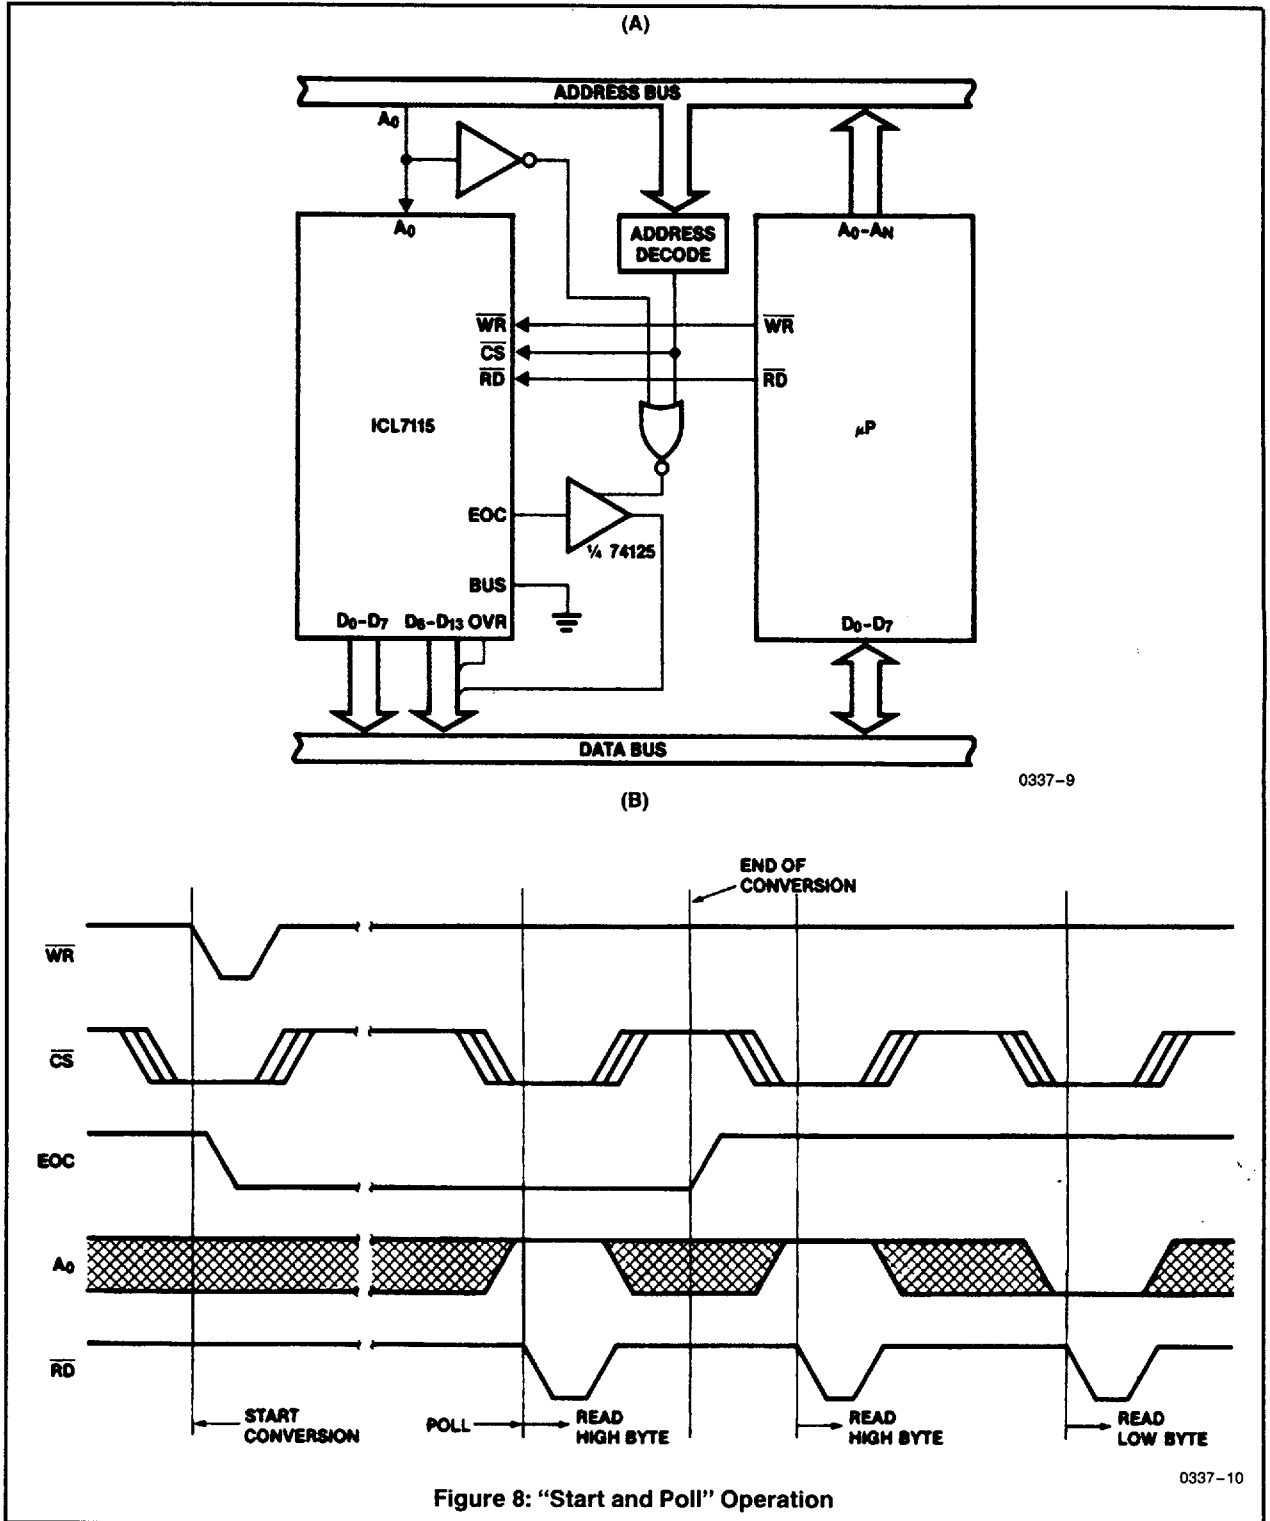 (A)
ADDRESS BUS
A0
A0
ADDRESS
DECODE
A0-AN
WR
WR
CS
RD
RD
ICL7115
μP
EOC
¼ 74125
BUS
D0-D7 D6-D13 OVR
D0-D7
DATA BUS
0337-9
(B)
END OF
CONVERSION
WR
CS
EOC
A0
RD
START
CONVERSION
POLL
READ
HIGH BYTE
READ
HIGH BYTE
READ
LOW BYTE
0337-10
Figure 8: “Start and Poll” Operation